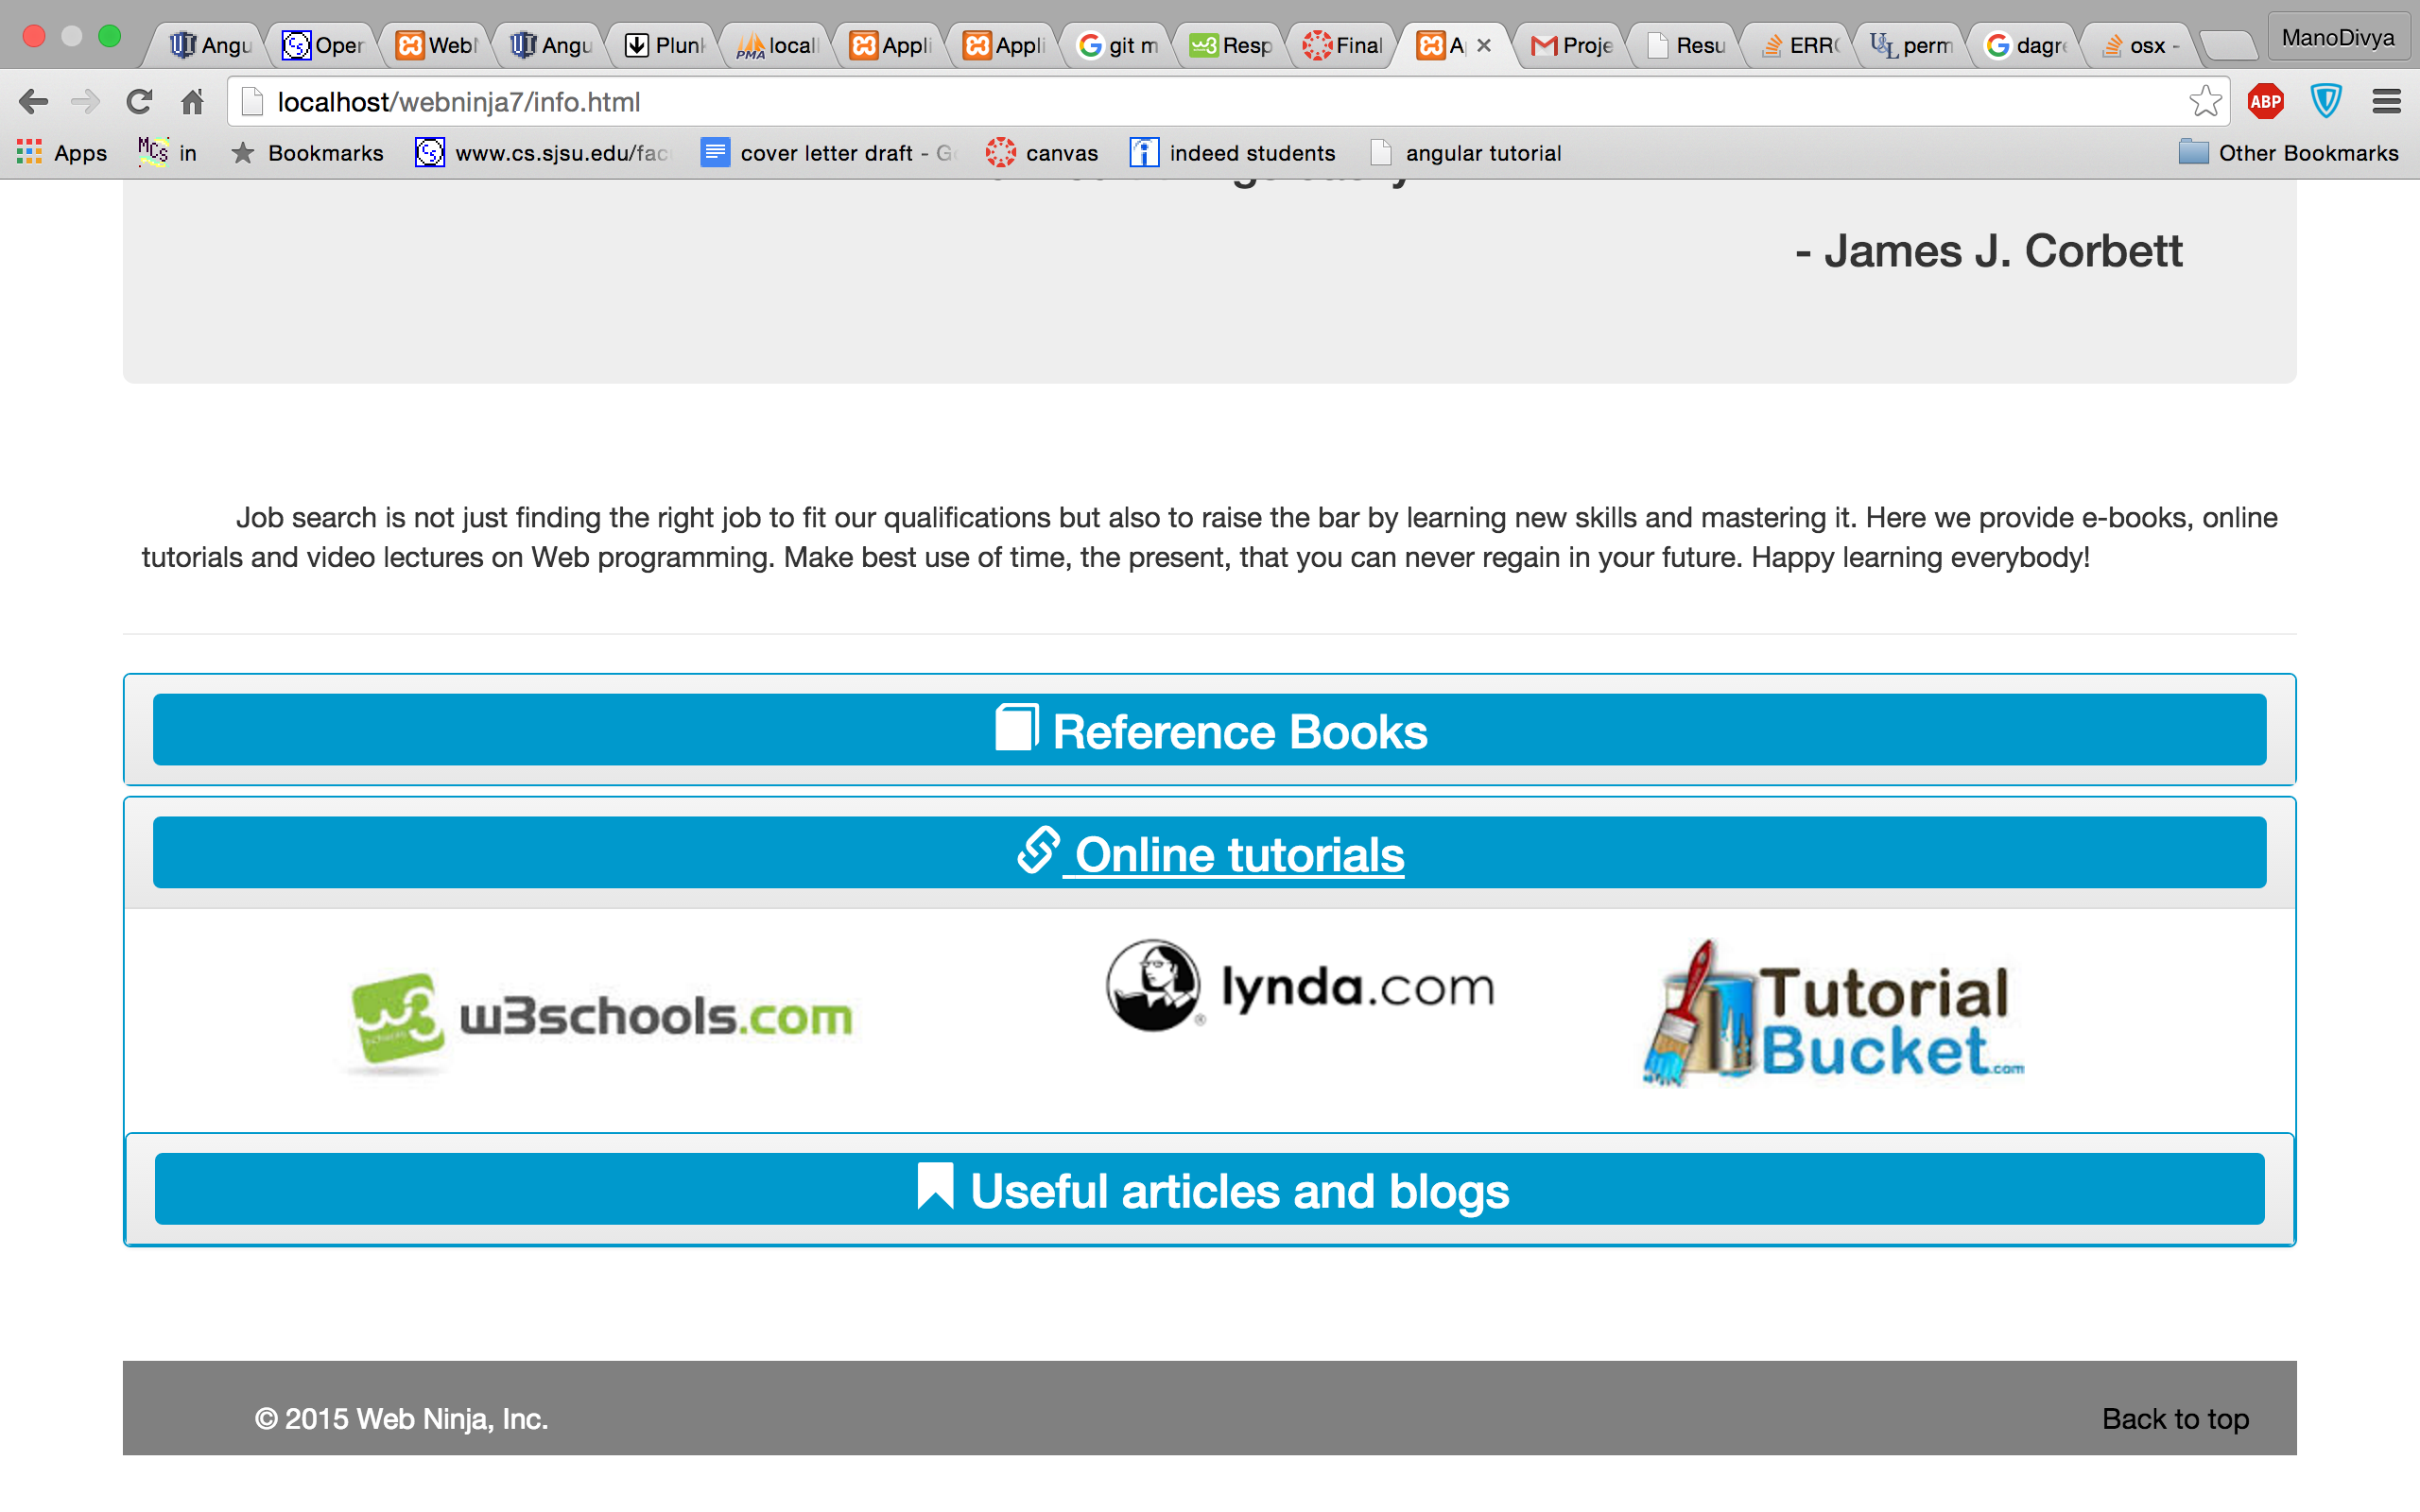 Angu Oper Web Angu Plunk locall Appli Appli git m Resp Final A Proje Resu ERRO perm dagre osx - ManoDivya
localhost/webninja7/info.html ABP
Apps in Bookmarks www.cs.sjsu.edu/fac cover letter draft - Go canvas indeed students angular tutorial Other Bookmarks
- James J. Corbett
Job search is not just finding the right job to fit our qualifications but also to raise the bar by learning new skills and mastering it. Here we provide e-books, online
tutorials and video lectures on Web programming. Make best use of time, the present, that you can never regain in your future. Happy learning everybody!
Reference Books
Online tutorials
w3schools.com
lynda.com
Tutorial
Bucket.com
Useful articles and blogs
© 2015 Web Ninja, Inc.
Back to top